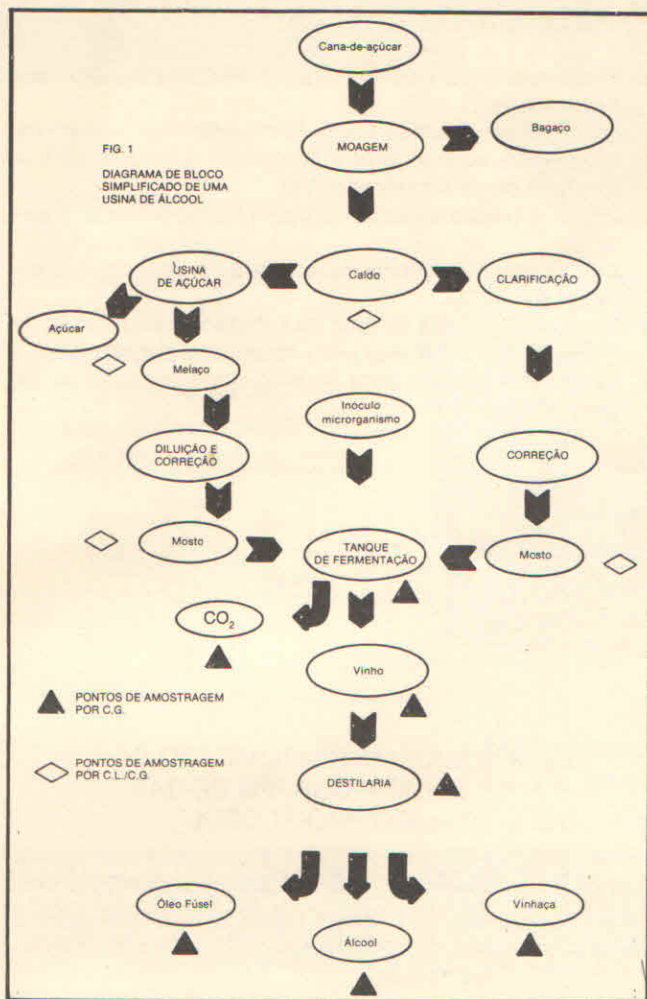 Cana-de-açúcar
MOAGEM
Bagaço
FIG. 1
DIAGRAMA DE BLOCO
SIMPLIFICADO DE UMA
USINA DE ÁLCOOL
USINA
DE AÇÚCAR
Caldo
CLARIFICAÇÃO
Açúcar
Melaço
Inóculo
microrganismo
DILUIÇÃO E
CORREÇÃO
CORREÇÃO
Mosto
TANQUE
DE FERMENTAÇÃO
Mosto
CO₂
Vinho
PONTOS DE AMOSTRAGEM
POR C.G.
PONTOS DE AMOSTRAGEM
POR C.L./C.G.
DESTILARIA
Óleo Fúsel
Álcool
Vinhaça